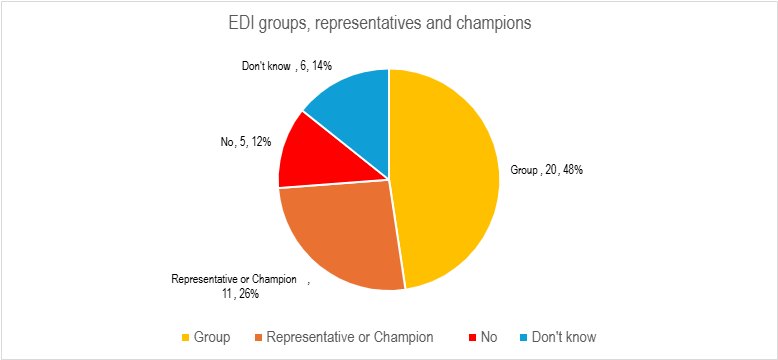 EDI groups, representatives and champions
Don't know , 6, 14%
No, 5, 12%
Group , 20, 48%
Representative or Champion ,
11, 26%
Group Representative or Champion No Don't know